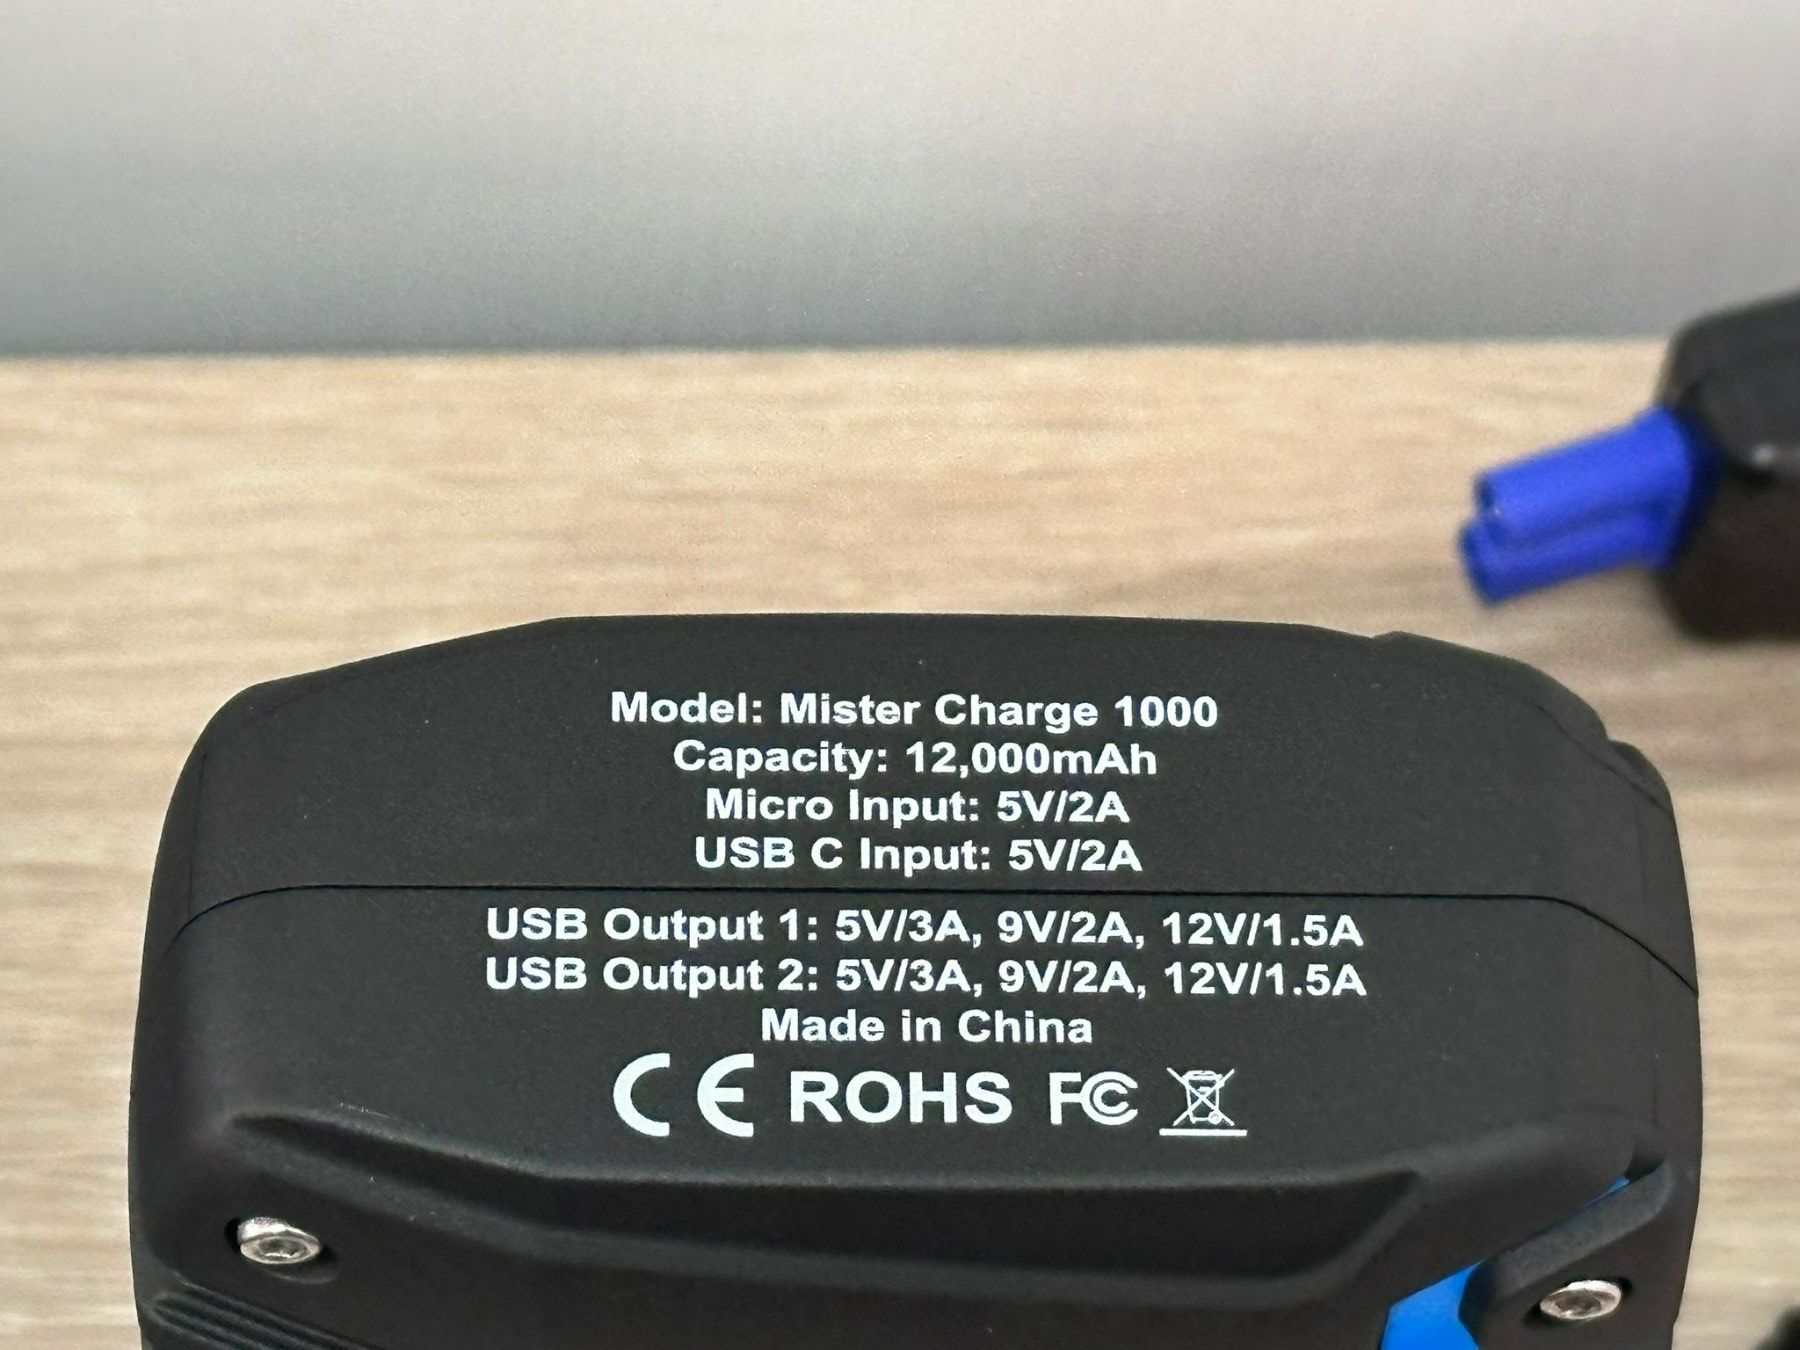 Model: Mister Charge 1000
Capacity: 12,000mAh
Micro Input: 5V/2A
USB C Input: 5V/2A
USB Output 1: 5V/3A, 9V/2A, 12V/1.5A
USB Output 2: 5V/3A, 9V/2A, 12V/1.5A
Made in China
CE ROHS FC